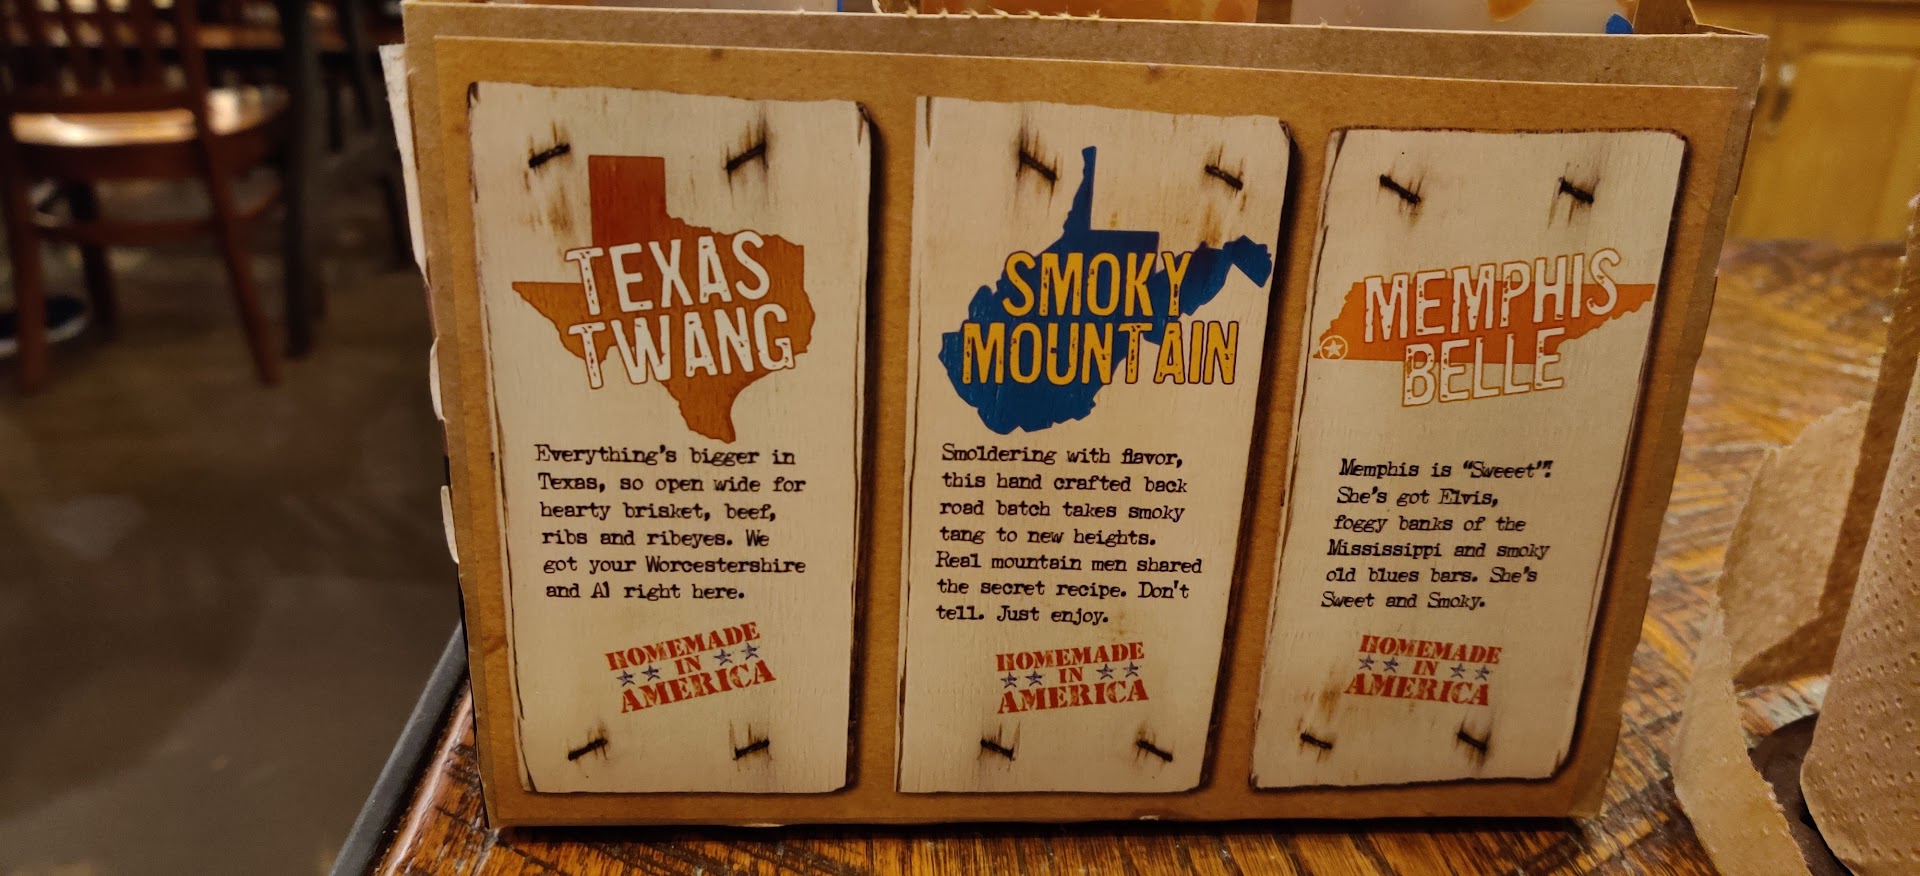 TEXAS
TWANG
Everything's bigger in
Texas, so open wide for
hearty brisket, beef,
ribs and ribeyes. We
got your Worcestershire
and A1 right here.
HOMEMADE
IN
AMERICA
SMOKY
MOUNTAIN
Smoldering with flavor,
this hand crafted back
road batch takes smoky
tang to new heights.
Real mountain men shared
the secret recipe. Don't
tell. Just enjoy.
HOMEMADE
IN
AMERICA
MEMPHIS
BELLE
Memphis is "Sweeet"!
She's got Elvis,
foggy banks of the
Mississippi and smoky
old blues bars. She's
Sweet and Smoky.
HOMEMADE
IN
AMERICA